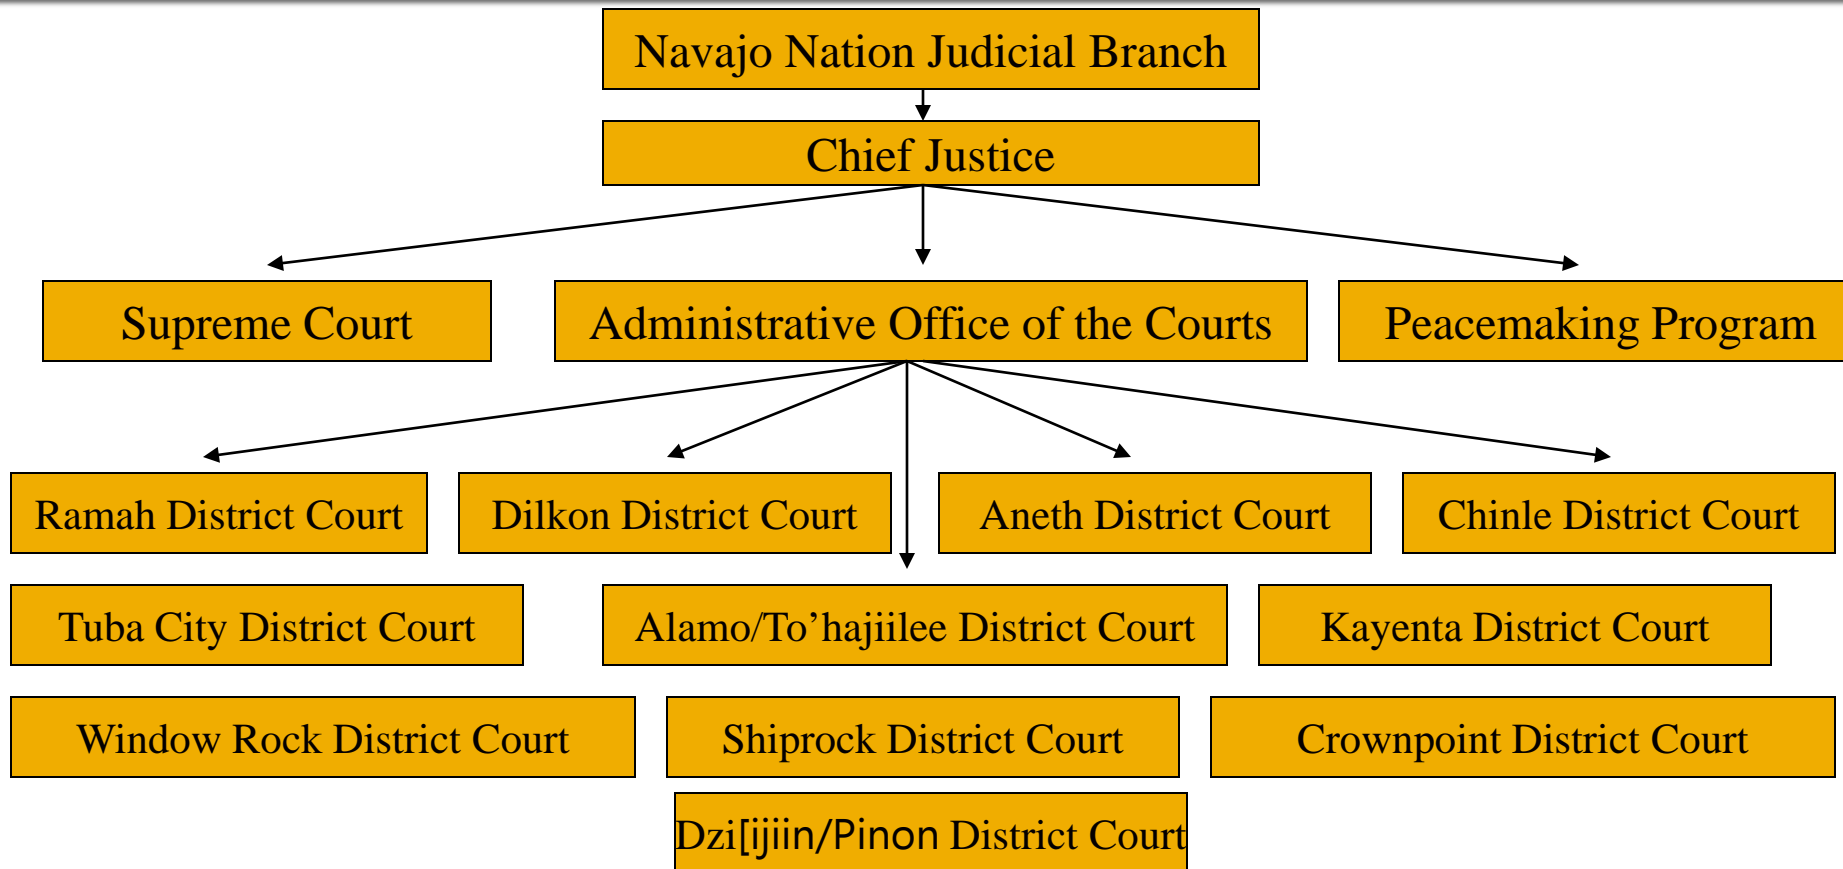 Navajo Nation Judicial Branch
Chief Justice
Supreme Court
Administrative Office of the Courts
Peacemaking Program
Ramah District Court
Dilkon District Court
Aneth District Court
Chinle District Court
Tuba City District Court
Alamo/To’hajiilee District Court
Kayenta District Court
Window Rock District Court
Shiprock District Court
Crownpoint District Court
Dzi[ijiin/Pinon District Court